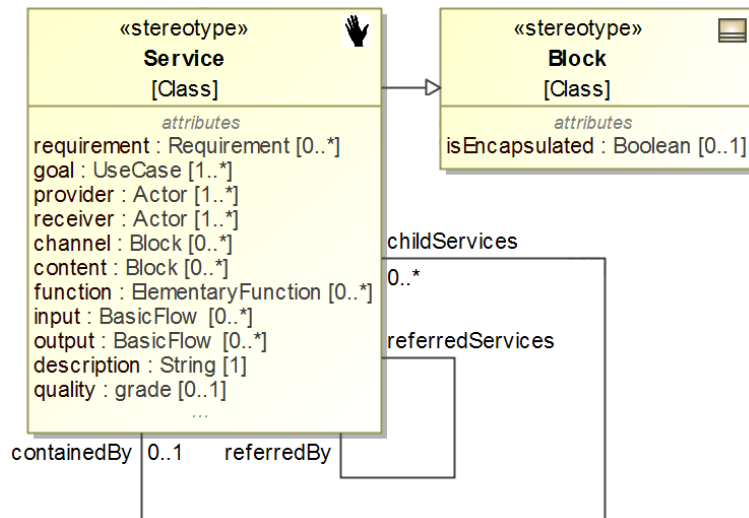 «stereotype»
Service
[Class]
attributes
requirement : Requirement [0..*]
goal : UseCase [1..*]
provider : Actor [1..*]
receiver : Actor [1..*]
channel : Block [0..*]
content : Block [0..*]
function : ElementaryFunction [0..*]
input : BasicFlow [0..*]
output : BasicFlow [0..*]
description : String [1]
quality : grade [0..1]
...
«stereotype»
Block
[Class]
attributes
isEncapsulated : Boolean [0..1]
childServices
0..*
referredServices
containedBy
0..1
referredBy